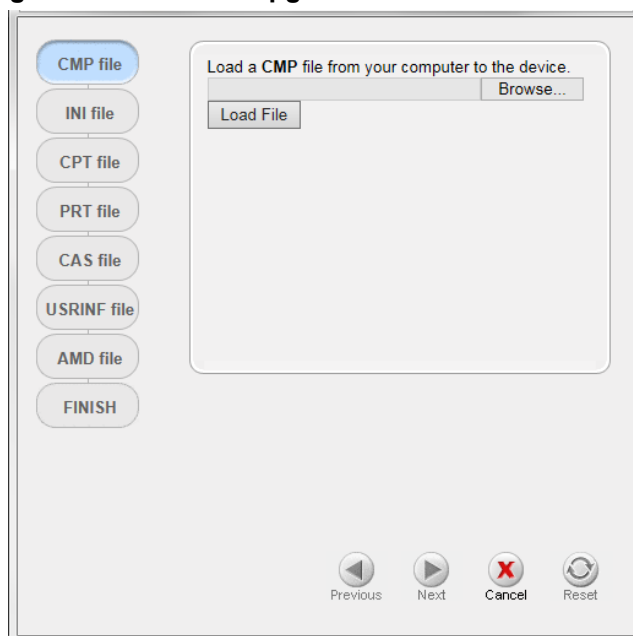 CMP file
INI file
CPT file
PRT file
CAS file
USRINF file
AMD file
FINISH
Load a CMP file from your computer to the device.
Browse...
Load File
Previous
Next
Cancel
Reset